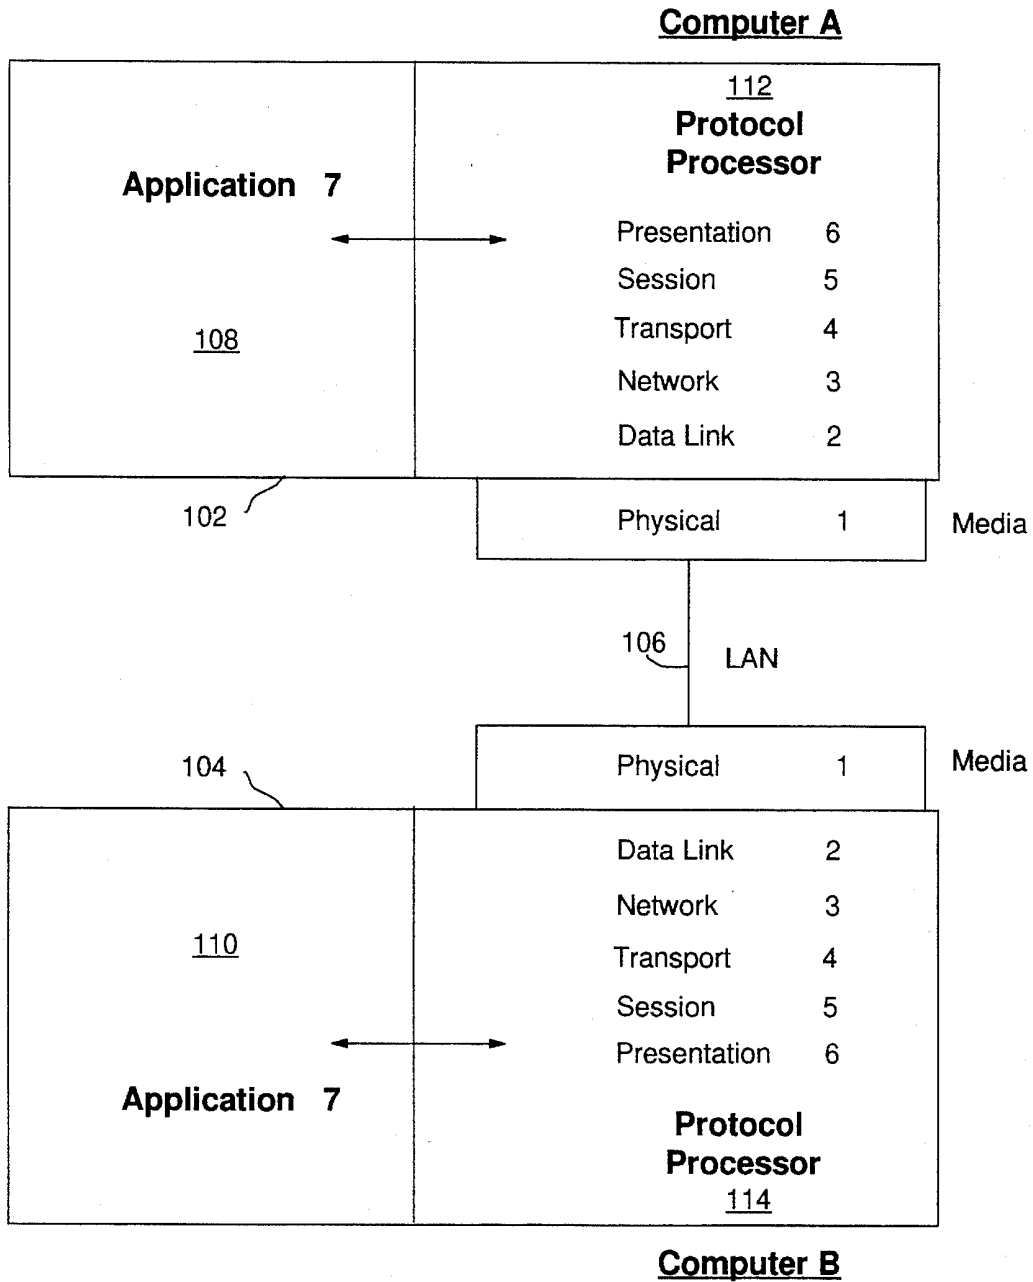 Computer A
112
Protocol
Processor
Application 7
Presentation 6
Session 5
108
Transport 4
Network 3
Data Link 2
102
Physical 1
Media
106
LAN
104
Physical 1
Media
Data Link 2
Network 3
110
Transport 4
Session 5
Presentation 6
Application 7
Protocol
Processor
114
Computer B